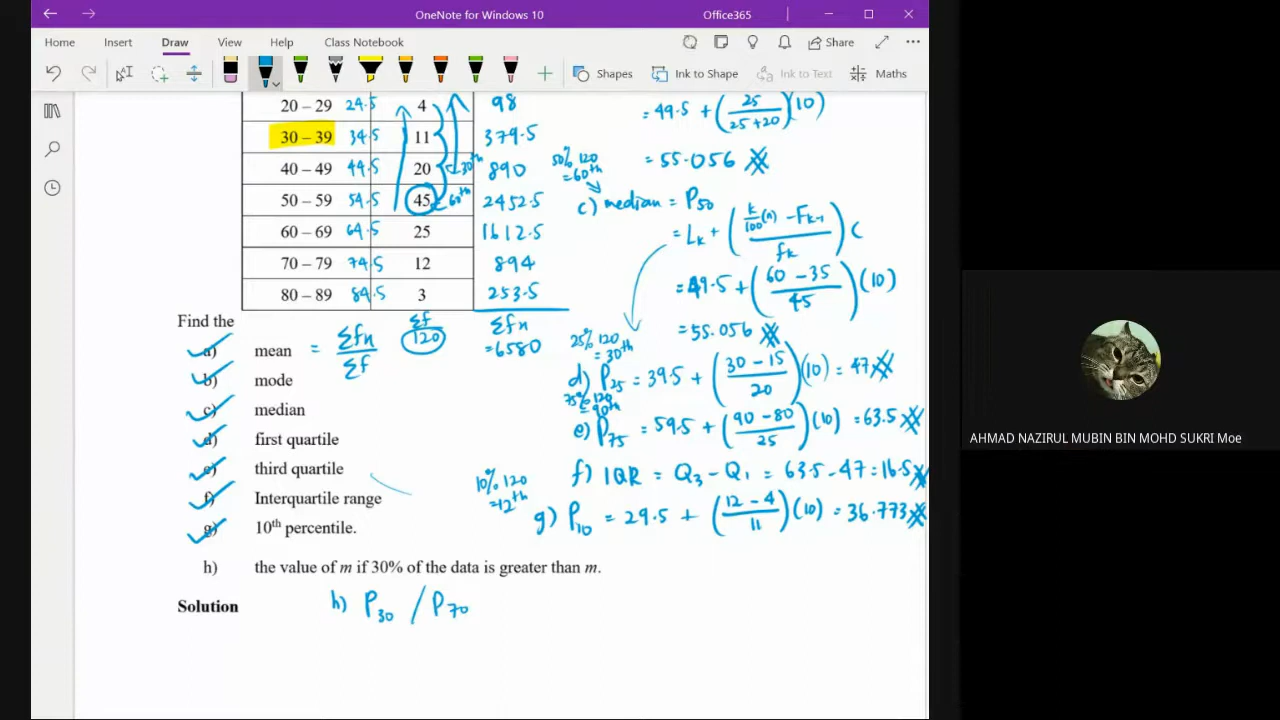 OneNote for Windows 10
Office365
Home Insert Draw View Help Class Notebook
Share
Shapes
Ink to Shape
Ink to Text
Maths
20 – 29 24.5 4 98
30 – 39 34.5 11 379.5
40 – 49 44.5 20 30th 890
50 – 59 54.5 45 60th 2452.5
60 – 69 64.5 25 1612.5
70 – 79 74.5 12 894
80 – 89 84.5 3 253.5
Σf 120
Σfx = 6580
Find the
a) mean = Σfx / Σf
b) mode
c) median
d) first quartile
e) third quartile
f) Interquartile range
g) 10th percentile.
h) the value of m if 30% of the data is greater than m.
Solution
h) P30 / P70
= 49.5 + (25 / 25+20)(10)
= 55.056
50% 120 = 60th
c) median = P50
= Lk + (k/100 (n) – Fk-1 / fk) C
= 49.5 + (60 – 35 / 45)(10)
= 55.056
25% 120 = 30th
d) P25 = 39.5 + (30 – 15 / 20)(10) = 47
75% 120 = 90th
e) P75 = 59.5 + (90 – 80 / 25)(10) = 63.5
f) IQR = Q3 – Q1 = 63.5 – 47 = 16.5
10% 120 = 12th
g) P10 = 29.5 + (12 – 4 / 11)(10) = 36.773
AHMAD NAZIRUL MUBIN BIN MOHD SUKRI Moe